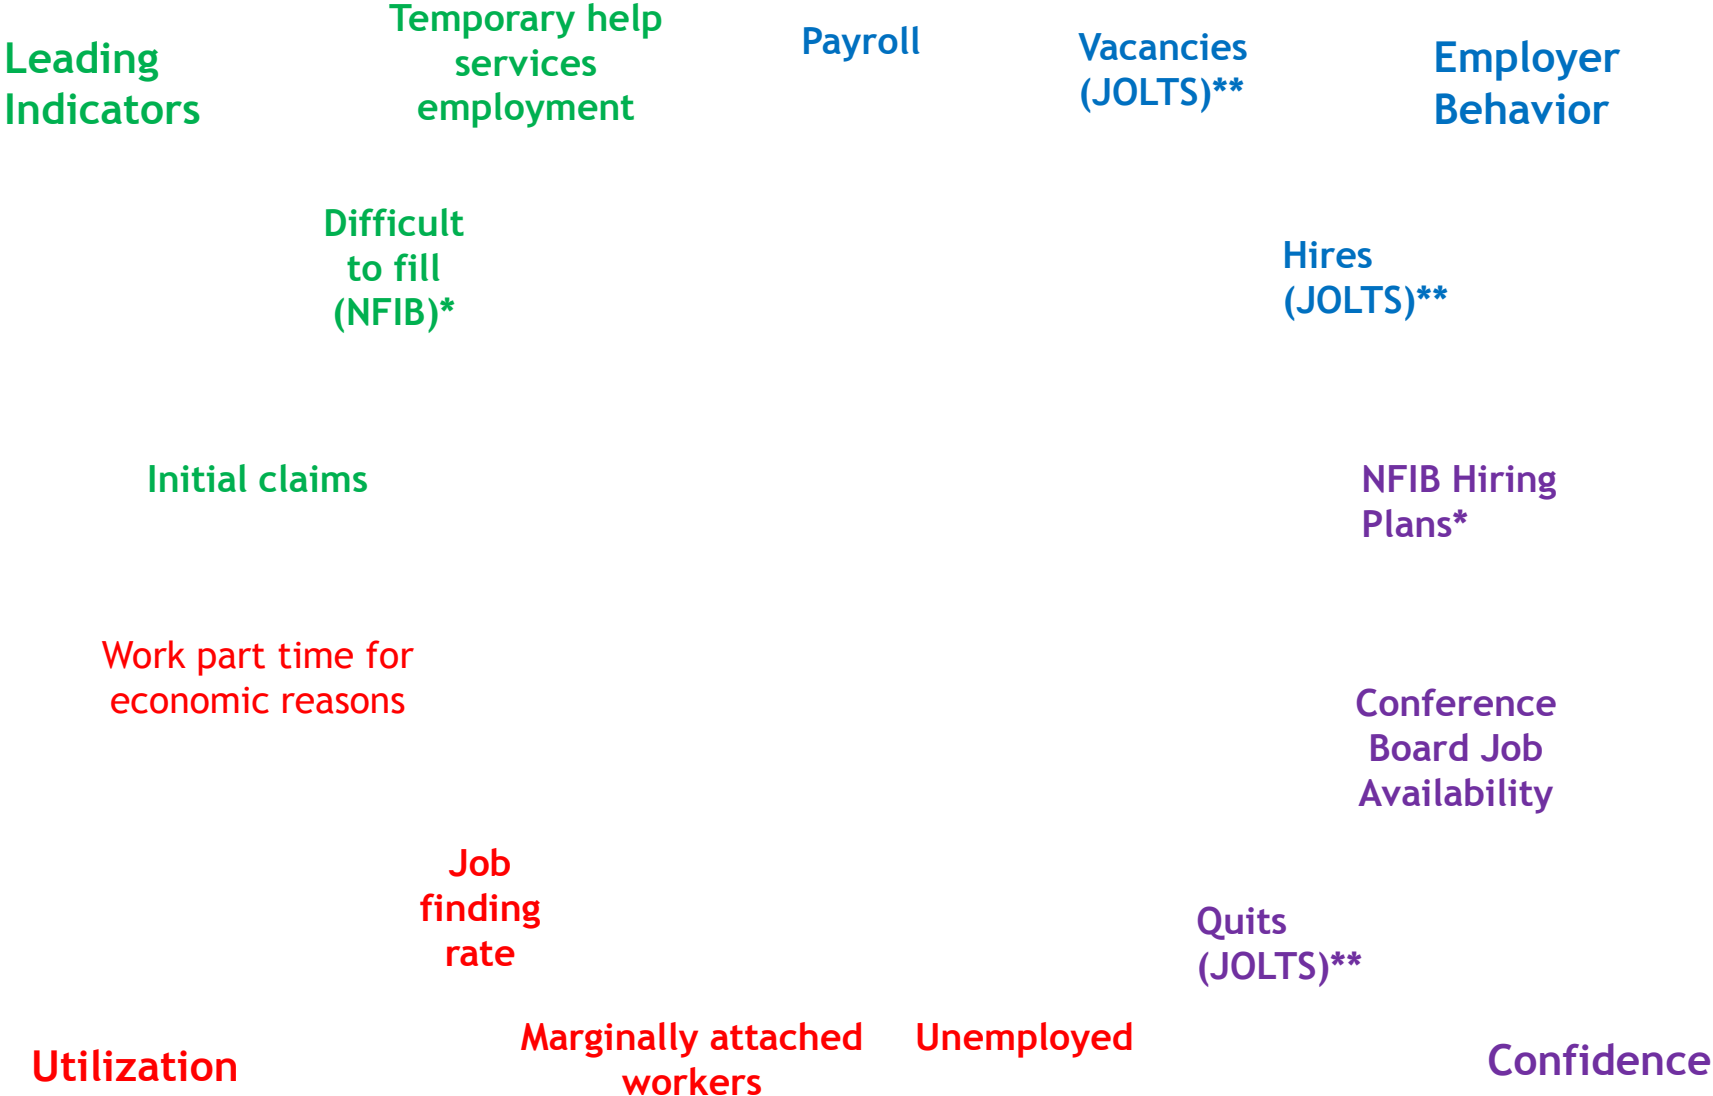 Leading
Indicators
Temporary help
services
employment
Payroll
Vacancies
(JOLTS)**
Employer
Behavior
Difficult
to fill
(NFIB)*
Hires
(JOLTS)**
Initial claims
NFIB Hiring
Plans*
Work part time for
economic reasons
Conference
Board Job
Availability
Job
finding
rate
Quits
(JOLTS)**
Utilization
Marginally attached
workers
Unemployed
Confidence